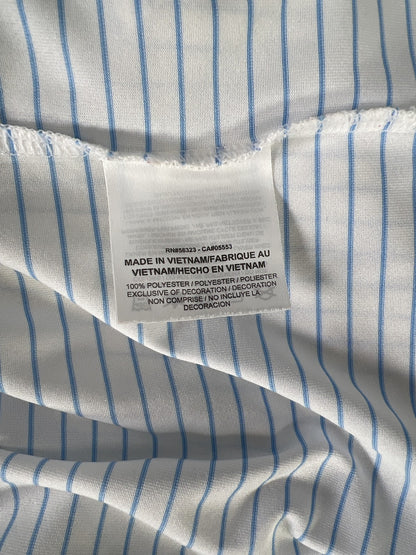 RN#56323 - CA#05553
MADE IN VIETNAM/FABRIQUE AU
VIETNAM/HECHO EN VIETNAM
100% POLYESTER / POLYESTER / POLIESTER
EXCLUSIVE OF DECORATION / DECORATION
NON COMPRISE / NO INCLUYE LA
DECORACION